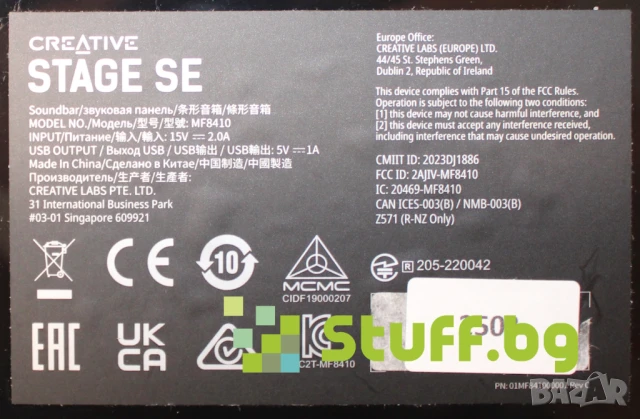 CREATIVE
STAGE SE
Soundbar/звуковая панель/条形音箱/條形音箱
MODEL NO./Модель/型号/型號: MF8410
INPUT/Питание/输入/輸入: 15V ⎓ 2.0A
USB OUTPUT / Выход USB / USB输出 / USB輸出: 5V ⎓ 1A
Made In China/Сделано в Китае/中国制造/中國製造
Производитель/生产者/生產者:
CREATIVE LABS PTE. LTD.
31 International Business Park
#03-01 Singapore 609921
Europe Office:
CREATIVE LABS (EUROPE) LTD.
44/45 St. Stephens Green,
Dublin 2, Republic of Ireland
This device complies with Part 15 of the FCC Rules.
Operation is subject to the following two conditions:
[1] this device may not cause harmful interference, and
[2] this device must accept any interference received,
including interference that may cause undesired
operation.
CMIIT ID: 2023DJ1886
FCC ID: 2AJIV-MF8410
IC: 20469-MF8410
CAN ICES-003(B) / NMB-003(B)
Z571 (R-NZ Only)
CE
10
MCMC
CIDF19000207
R 205-220042
EAC
UK
CA
Stuff.bg
C2T-MF8410
bazar.bg